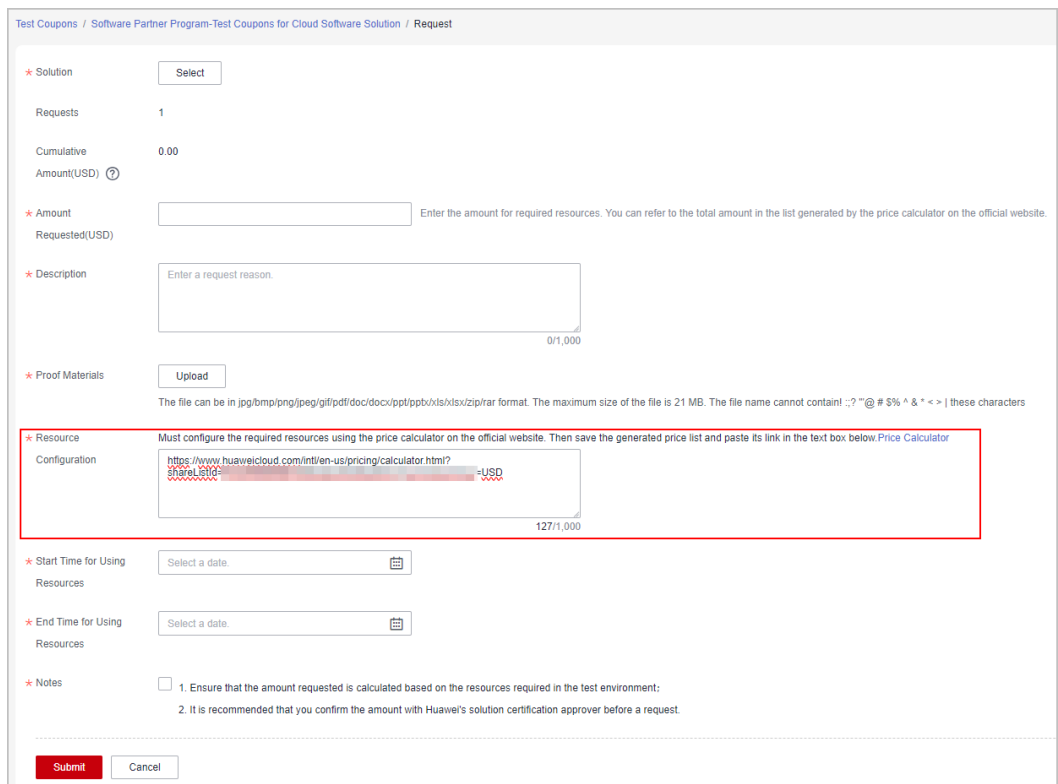 Test Coupons / Software Partner Program-Test Coupons for Cloud Software Solution / Request
* Solution
Select
Requests
1
Cumulative
Amount(USD) ?
0.00
* Amount
Requested(USD)
Enter the amount for required resources. You can refer to the total amount in the list generated by the price calculator on the official website.
* Description
Enter a request reason.
0/1,000
* Proof Materials
Upload
The file can be in jpg/bmp/png/jpeg/gif/pdf/doc/docx/ppt/pptx/xls/xlsx/zip/rar format. The maximum size of the file is 21 MB. The file name cannot contain! :;? '"@ # $% ^ & * < > | these characters
* Resource
Configuration
Must configure the required resources using the price calculator on the official website. Then save the generated price list and paste its link in the text box below.Price Calculator
https://www.huaweicloud.com/intl/en-us/pricing/calculator.html?
shareListId= =USD
127/1,000
* Start Time for Using
Resources
Select a date.
* End Time for Using
Resources
Select a date.
* Notes
1. Ensure that the amount requested is calculated based on the resources required in the test environment;
2. It is recommended that you confirm the amount with Huawei's solution certification approver before a request.
Submit
Cancel